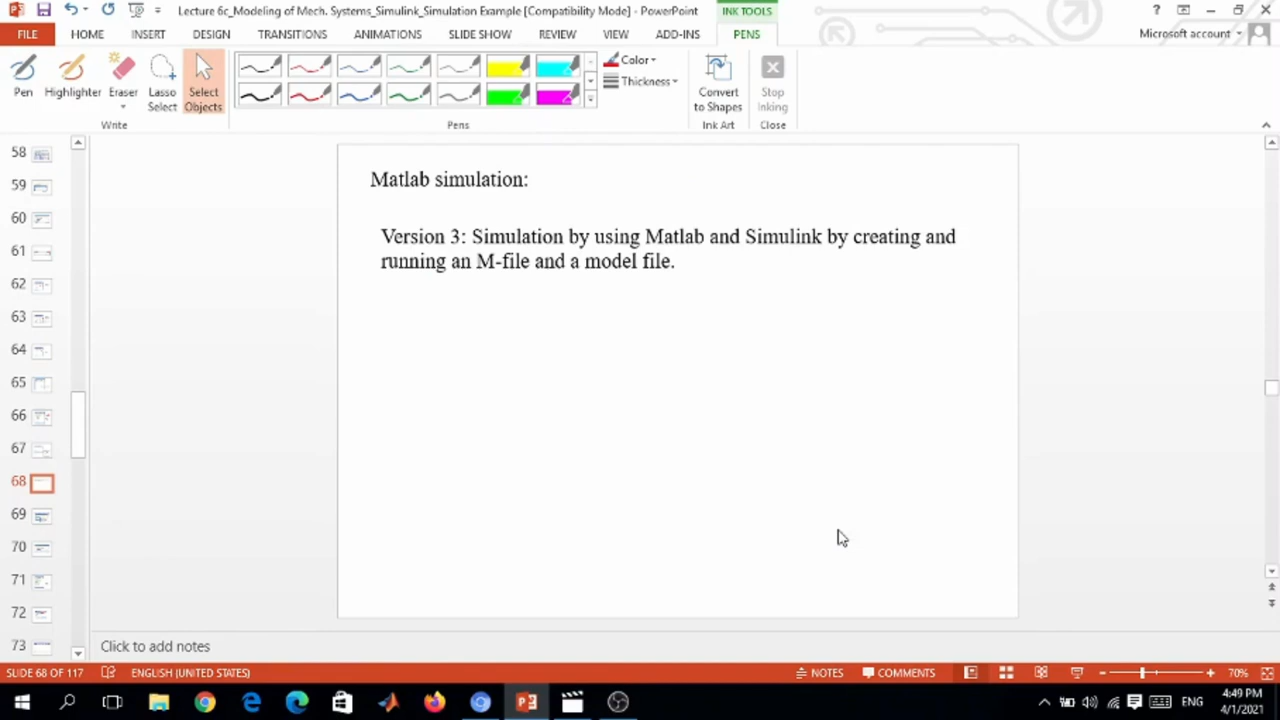 Lecture 6c_Modeling of Mech. Systems_Simulink_Simulation Example [Compatibility Mode] - PowerPoint
INK TOOLS
?
FILE HOME INSERT DESIGN TRANSITIONS ANIMATIONS SLIDE SHOW REVIEW VIEW ADD-INS PENS
Microsoft account
Pen Highlighter Eraser Lasso Select Select Objects
Color
Thickness
Convert to Shapes
Stop Inking
Write Pens Ink Art Close
58
59
60
61
62
63
64
65
66
67
68
69
70
71
72
73
Matlab simulation:
Version 3: Simulation by using Matlab and Simulink by creating and
running an M-file and a model file.
Click to add notes
SLIDE 68 OF 117 ENGLISH (UNITED STATES) NOTES COMMENTS 70%
ENG
4:49 PM
4/1/2021